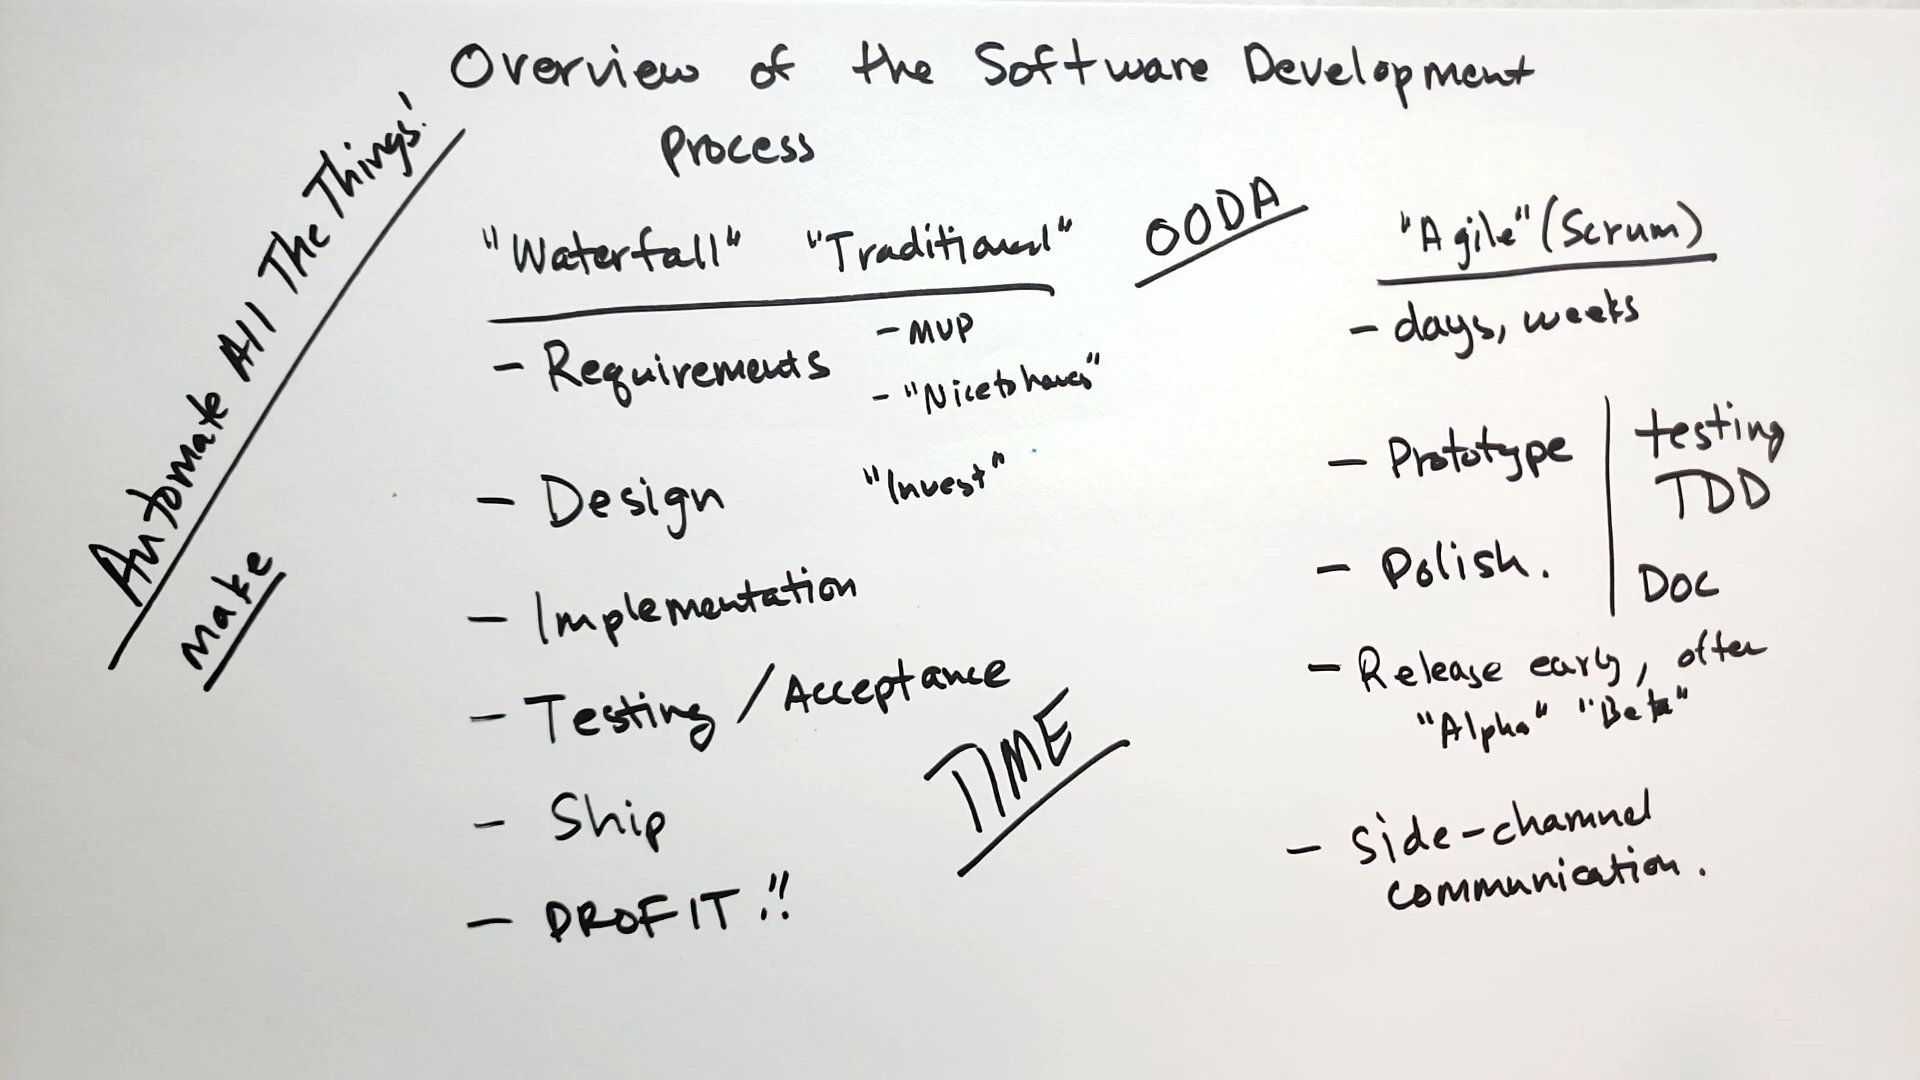 Overview of the Software Development
Process
Automate All The Things!
make
"Waterfall" "Traditional"
- Requirements
- MVP
- "Nice to haves"
- Design "Invest"
- Implementation
- Testing / Acceptance
- Ship
- PROFIT!!
OODA
TIME
"Agile" (Scrum)
- days, weeks
- Prototype
- Polish.
testing
TDD
Doc
- Release early, often
"Alpha" "Beta"
- Side-channel
communication.